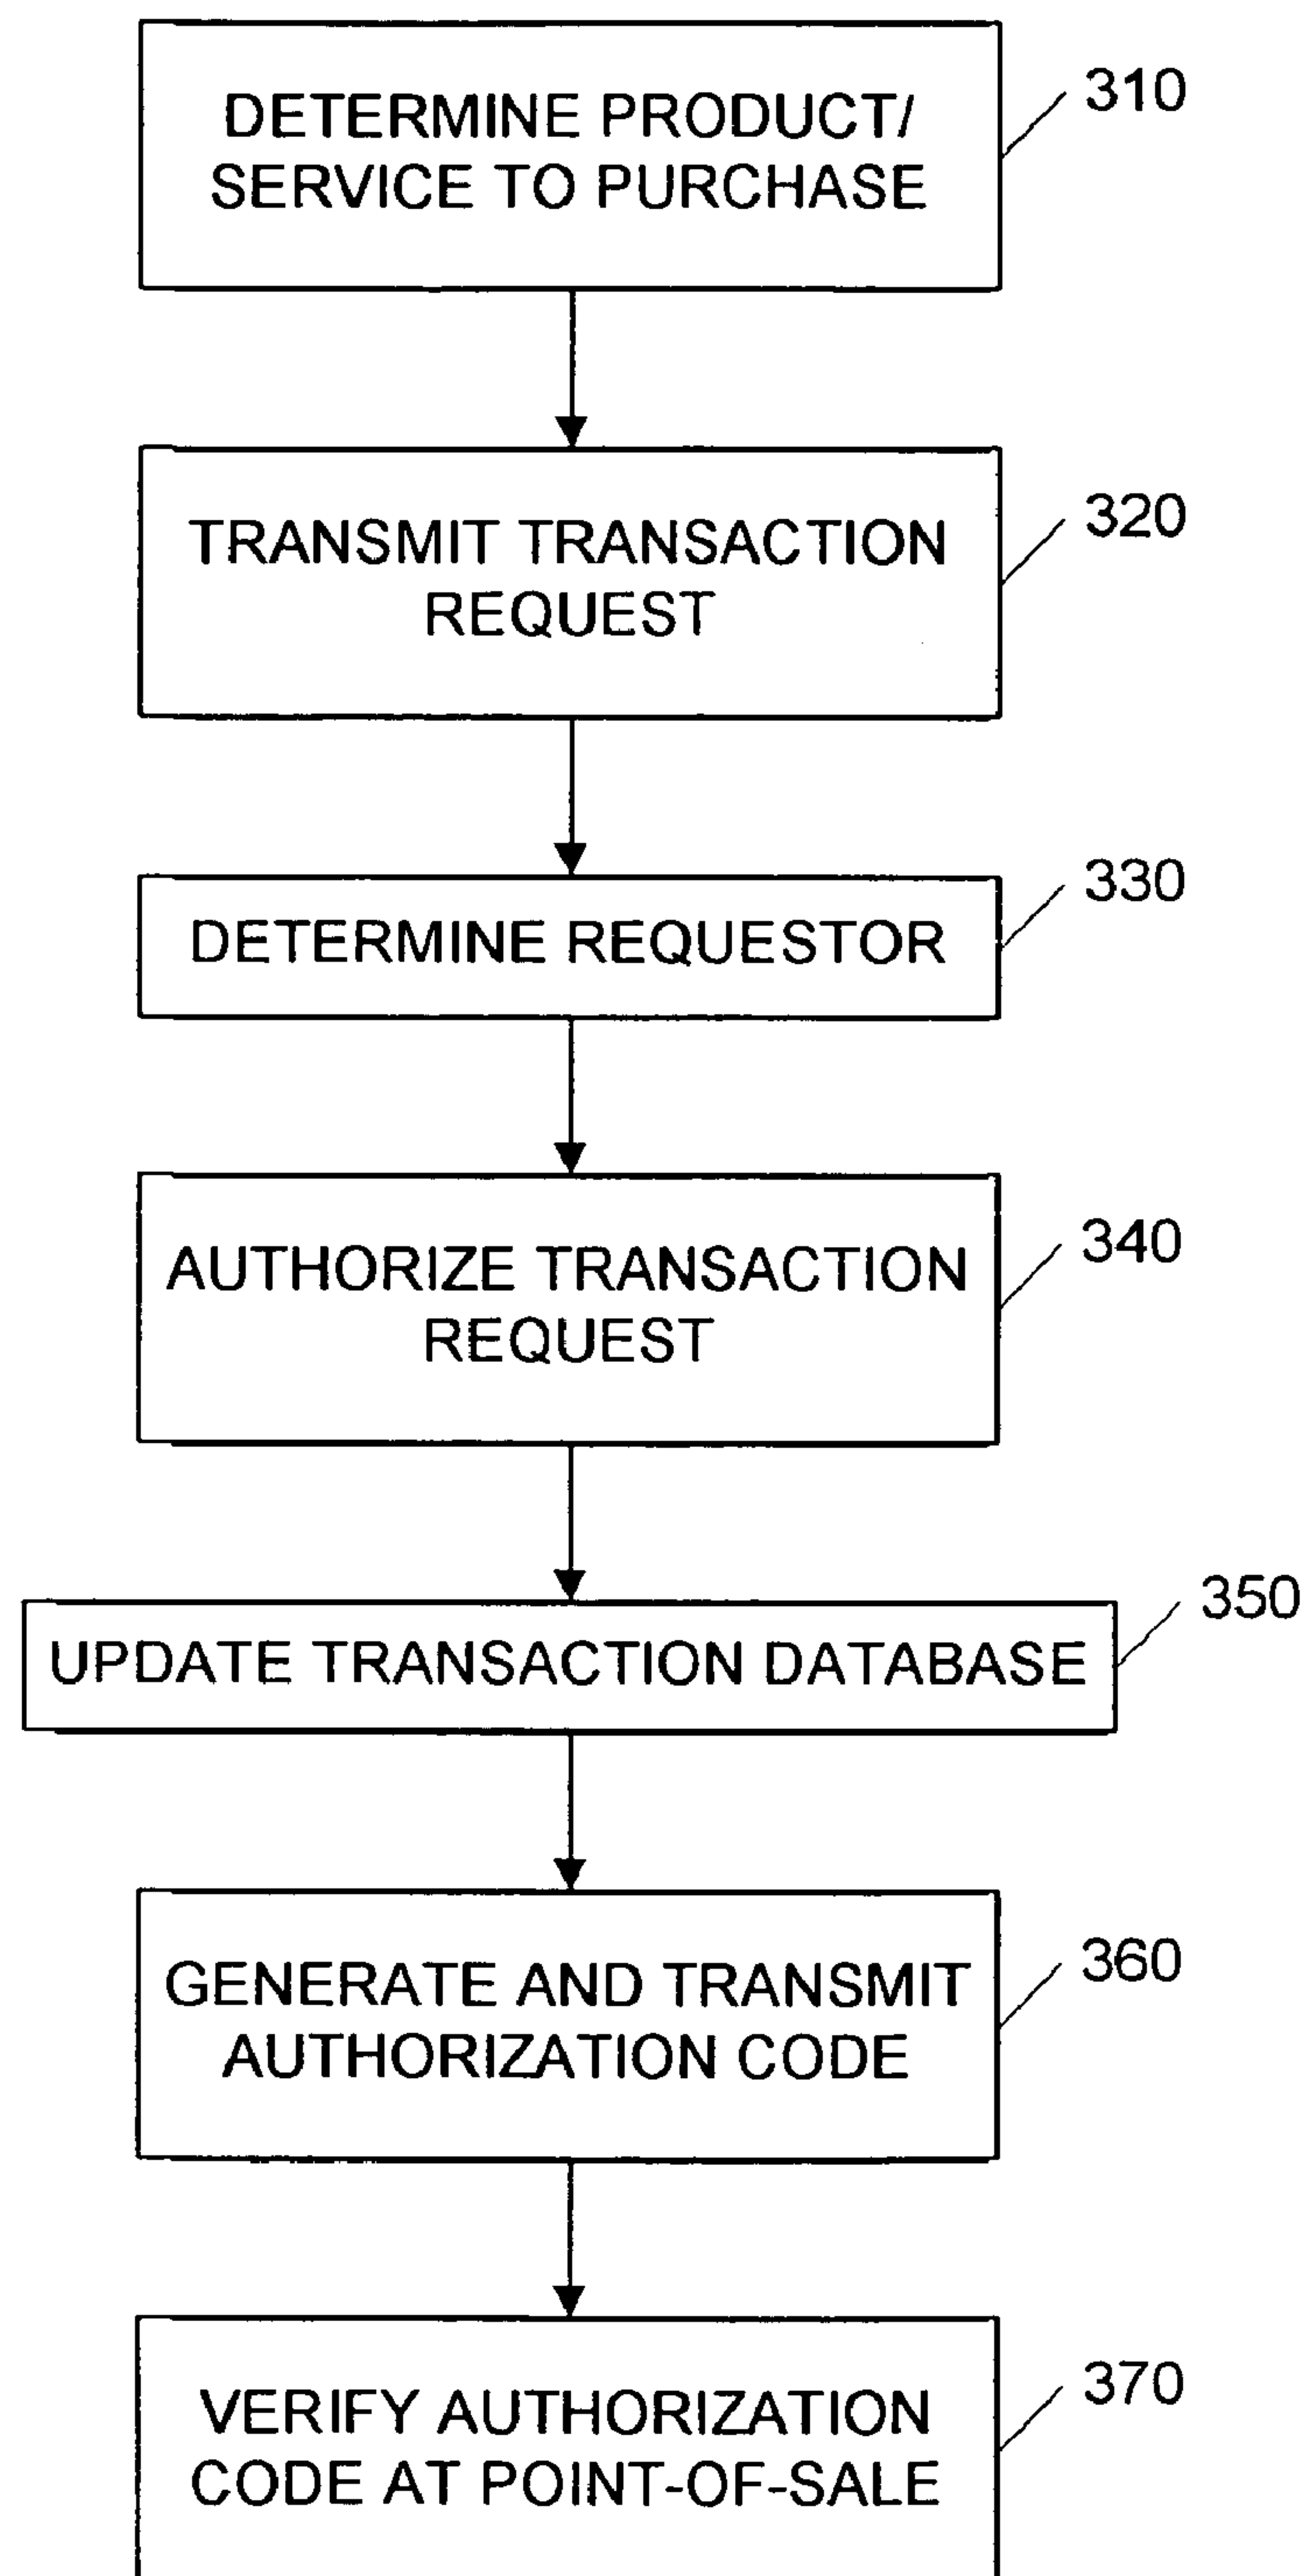 DETERMINE PRODUCT/
SERVICE TO PURCHASE
310
TRANSMIT TRANSACTION
REQUEST
320
DETERMINE REQUESTOR
330
AUTHORIZE TRANSACTION
REQUEST
340
UPDATE TRANSACTION DATABASE
350
GENERATE AND TRANSMIT
AUTHORIZATION CODE
360
VERIFY AUTHORIZATION
CODE AT POINT-OF-SALE
370